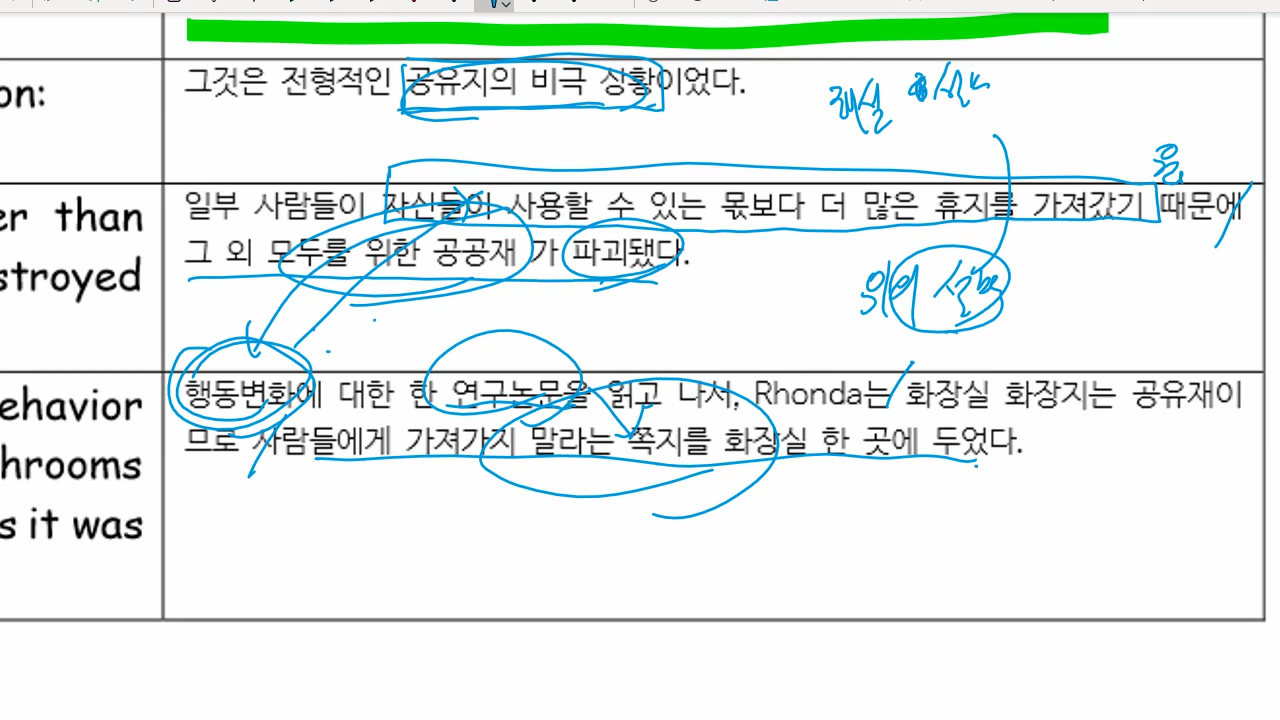 on:
그것은 전형적인 공유지의 비극 상황이었다.
er than
stroyed
일부 사람들이 자신들이 사용할 수 있는 몫보다 더 많은 휴지를 가져갔기 때문에
그 외 모두를 위한 공공재 가 파괴됐다.
을
ehavior
hrooms
s it was
행동변화에 대한 한 연구논문을 읽고 나서, Rhonda는 화장실 화장지는 공유재이
므로 사람들에게 가져가지 말라는 쪽지를 화장실 한 곳에 두었다.